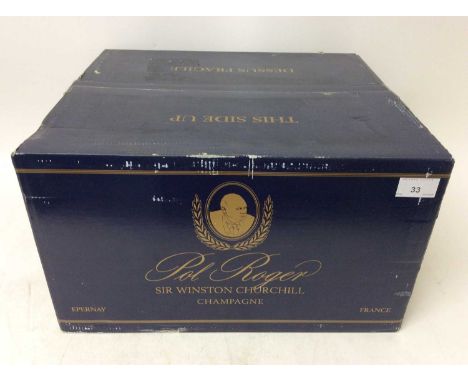 DESSUS FRAGILE
THIS SIDE UP
33
Pol Roger
SIR WINSTON CHURCHILL
CHAMPAGNE
EPERNAY FRANCE